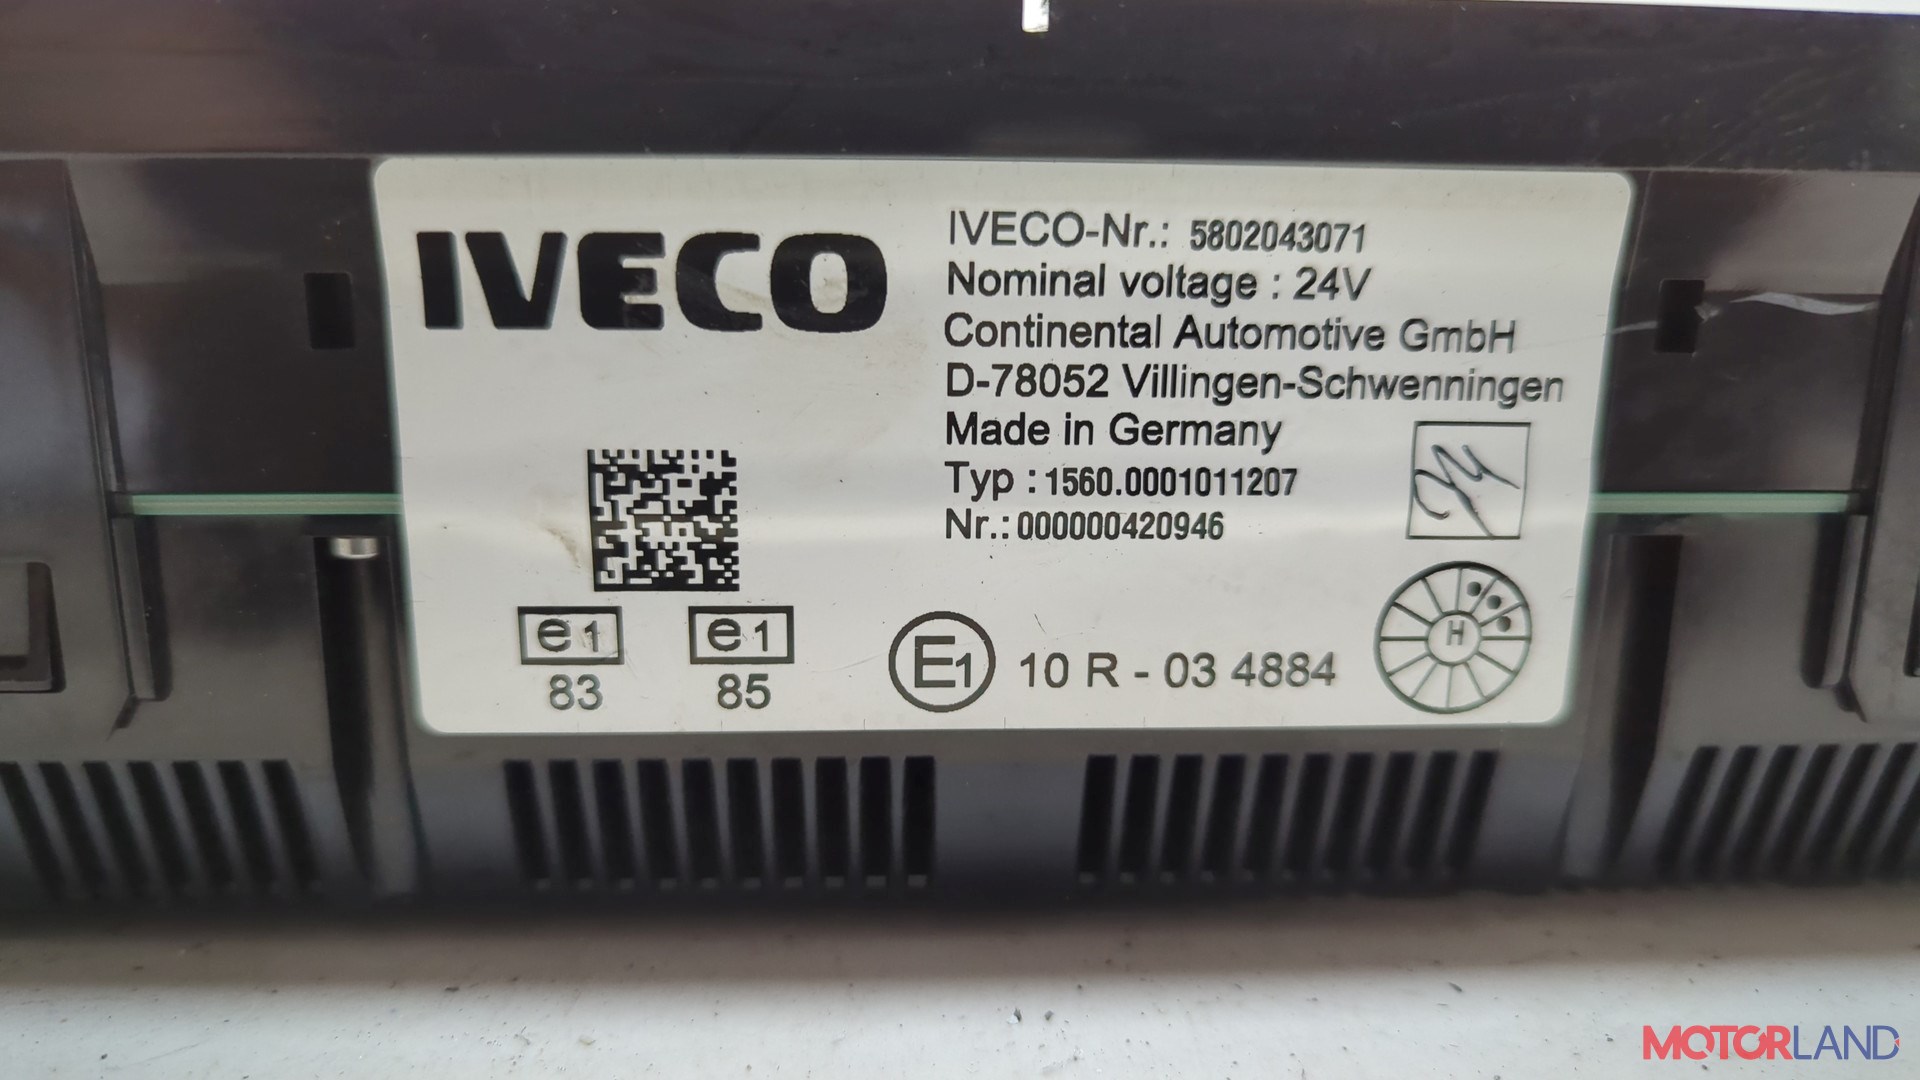 IVECO
IVECO-Nr.: 5802043071
Nominal voltage : 24V
Continental Automotive GmbH
D-78052 Villingen-Schwenningen
Made in Germany
Typ : 1560.0001011207
Nr.: 000000420946
e1
83
e1
85
E1
10 R - 03 4884
H
MOTORLAND